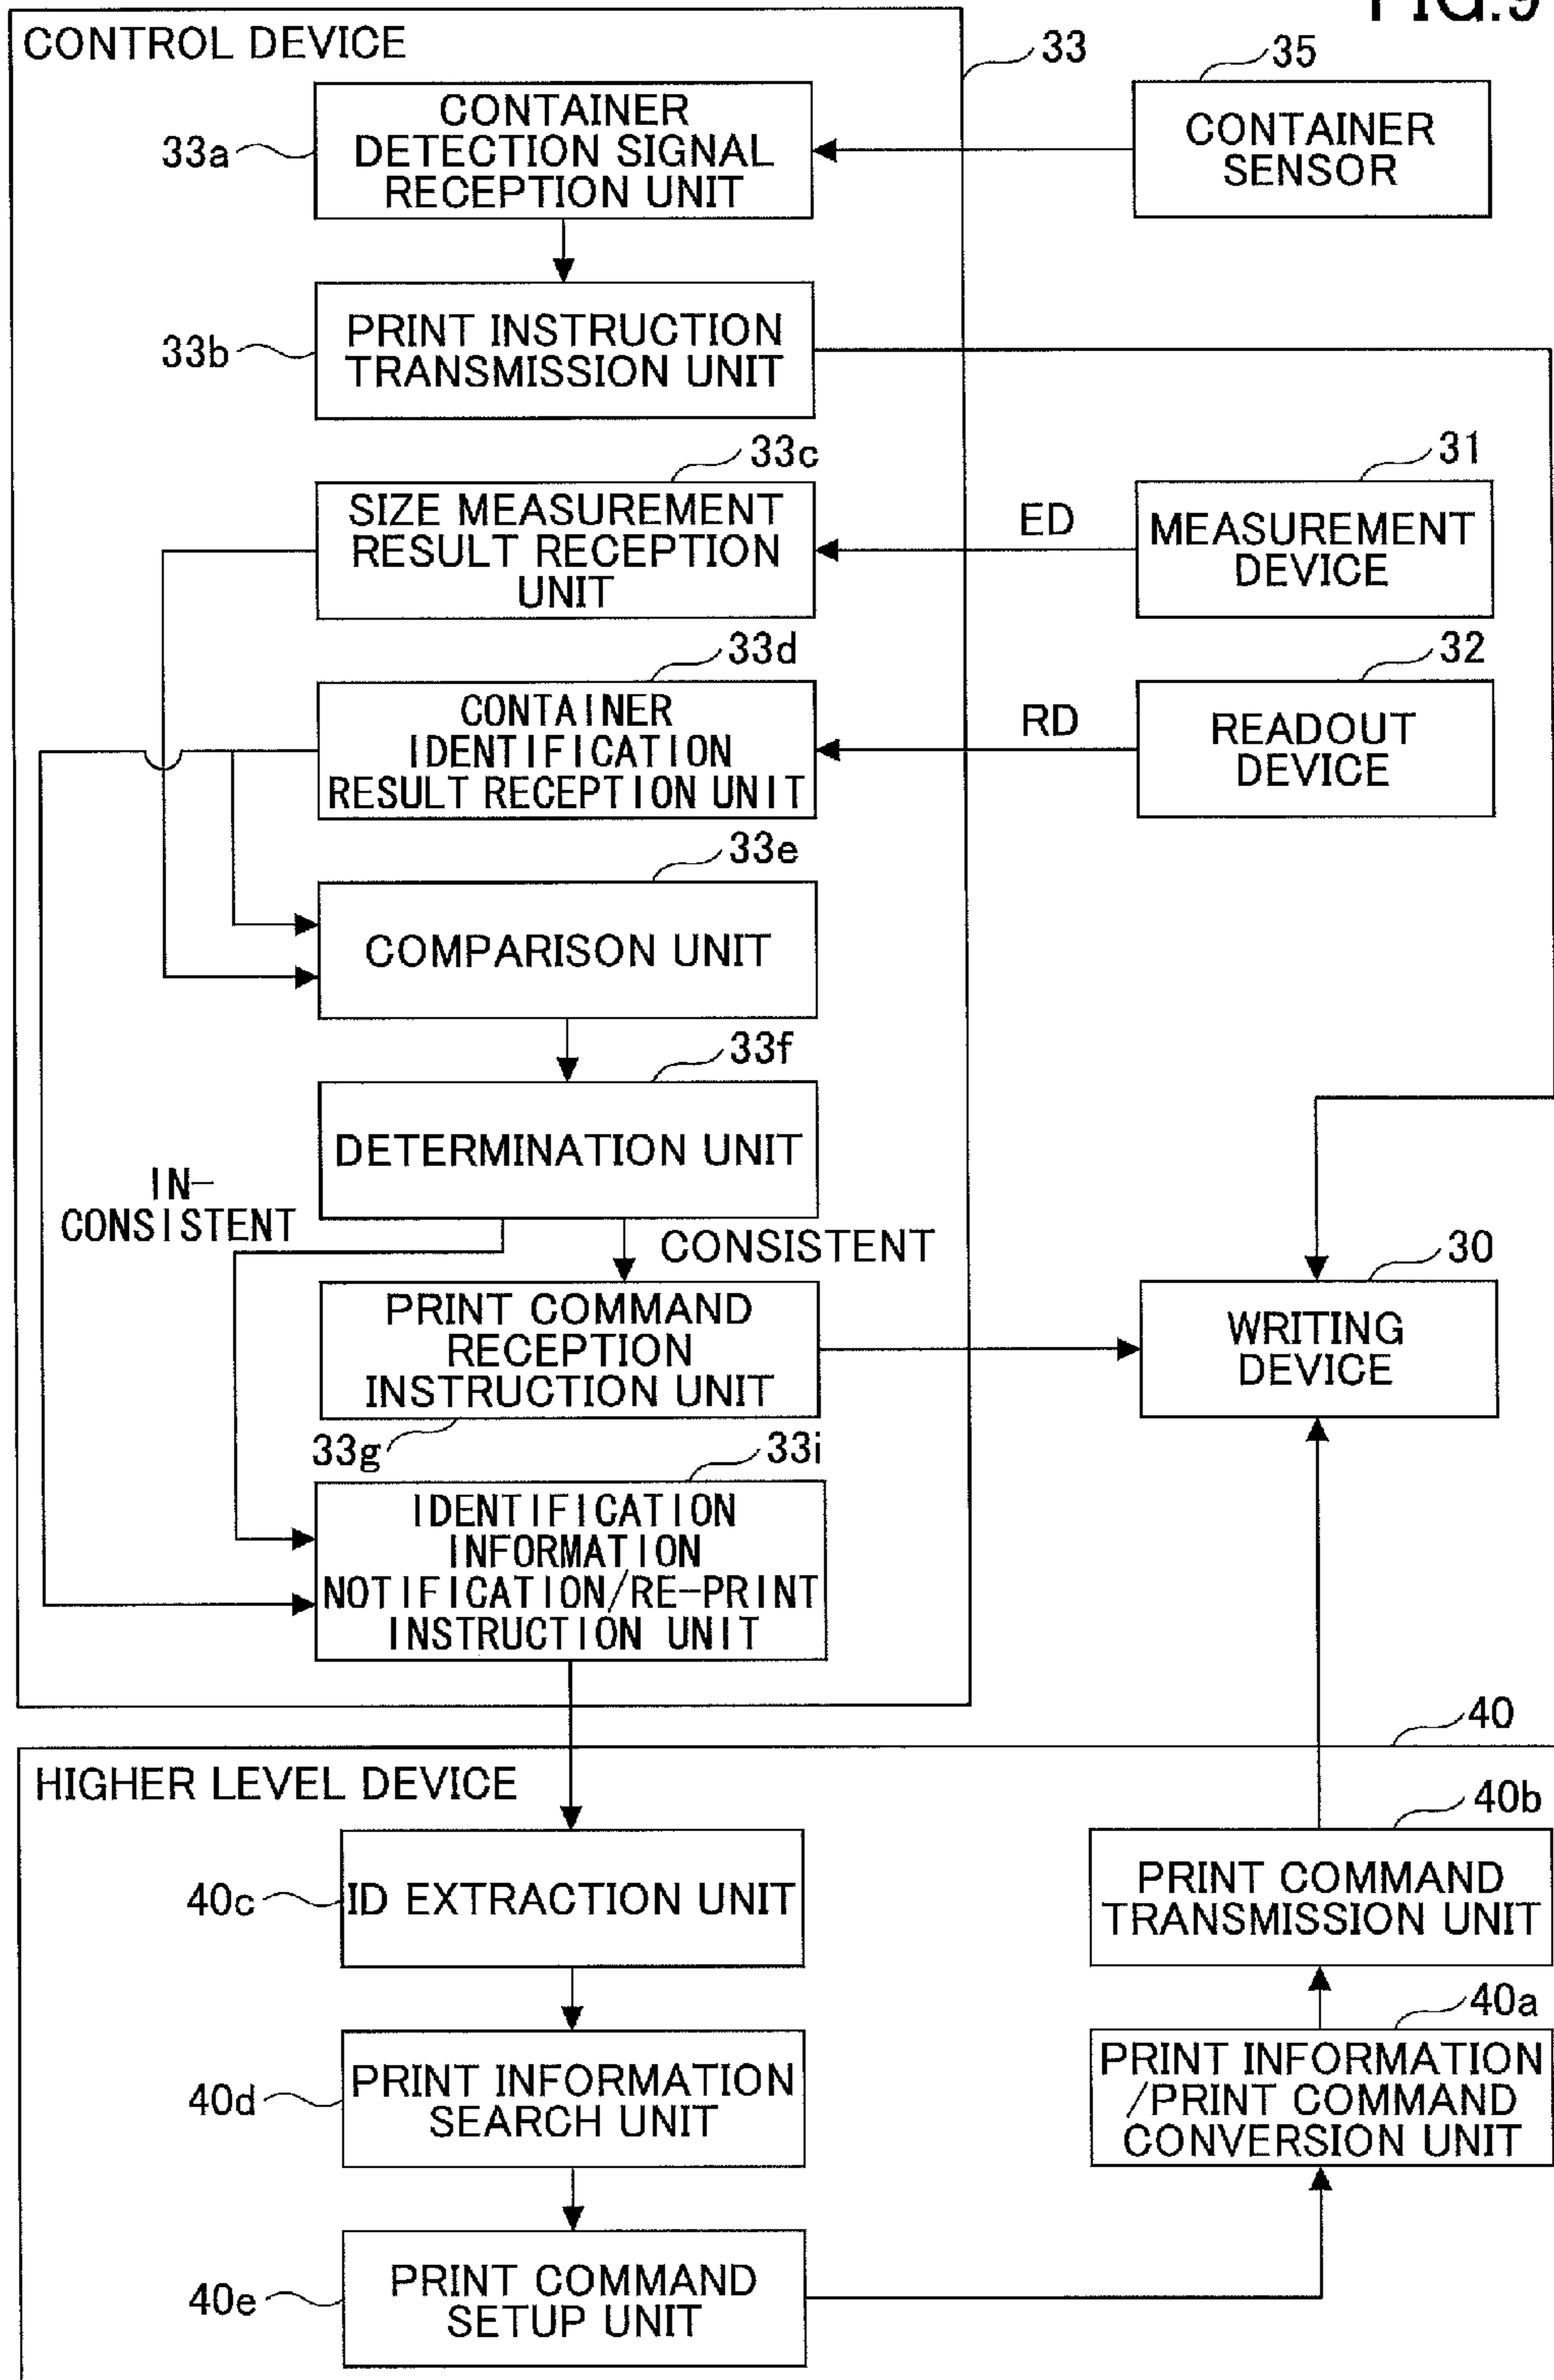 FIG.9
CONTROL DEVICE
33
35
33a
CONTAINER
DETECTION SIGNAL
RECEPTION UNIT
CONTAINER
SENSOR
33b
PRINT INSTRUCTION
TRANSMISSION UNIT
33c
SIZE MEASUREMENT
RESULT RECEPTION
UNIT
ED
31
MEASUREMENT
DEVICE
33d
CONTAINER
IDENTIFICATION
RESULT RECEPTION UNIT
RD
32
READOUT
DEVICE
33e
COMPARISON UNIT
33f
DETERMINATION UNIT
IN-
CONSISTENT
CONSISTENT
PRINT COMMAND
RECEPTION
INSTRUCTION UNIT
33g
30
WRITING
DEVICE
33i
IDENTIFICATION
INFORMATION
NOTIFICATION/RE-PRINT
INSTRUCTION UNIT
40
HIGHER LEVEL DEVICE
40c
ID EXTRACTION UNIT
40b
PRINT COMMAND
TRANSMISSION UNIT
40d
PRINT INFORMATION
SEARCH UNIT
40a
PRINT INFORMATION
/PRINT COMMAND
CONVERSION UNIT
40e
PRINT COMMAND
SETUP UNIT